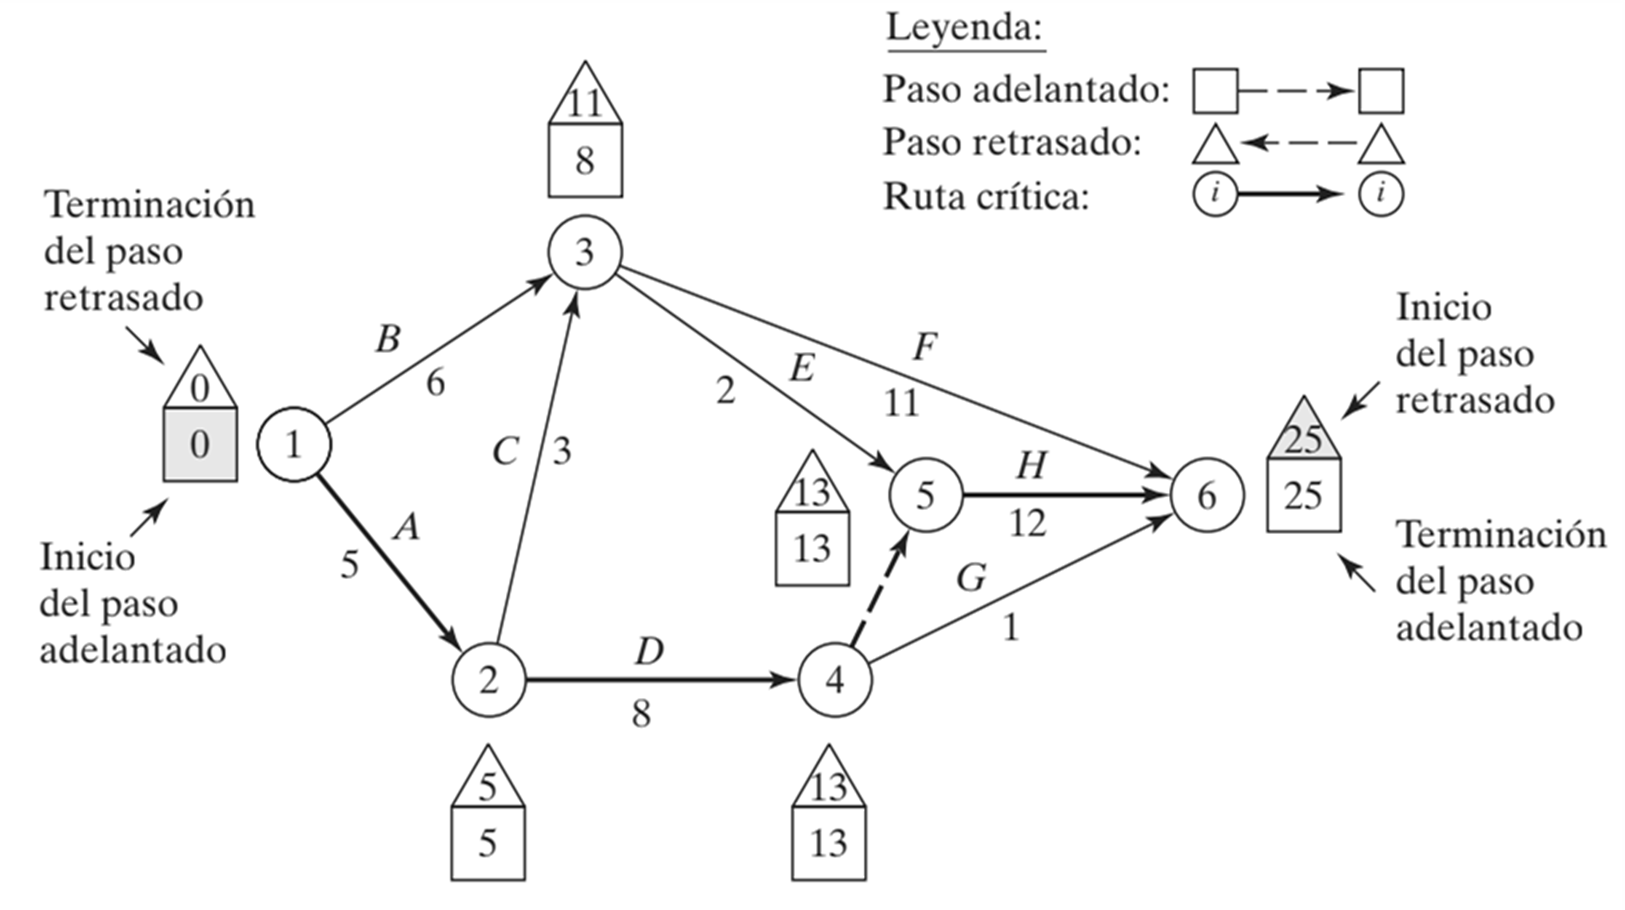 Leyenda:
Paso adelantado:
Paso retrasado:
Ruta crítica:
i
i
11
8
3
Terminación
del paso
retrasado
0
0
1
Inicio
del paso
adelantado
B
6
C
3
A
5
E
2
F
11
13
13
5
H
12
6
25
25
Inicio
del paso
retrasado
Terminación
del paso
adelantado
G
1
2
D
8
4
5
5
13
13